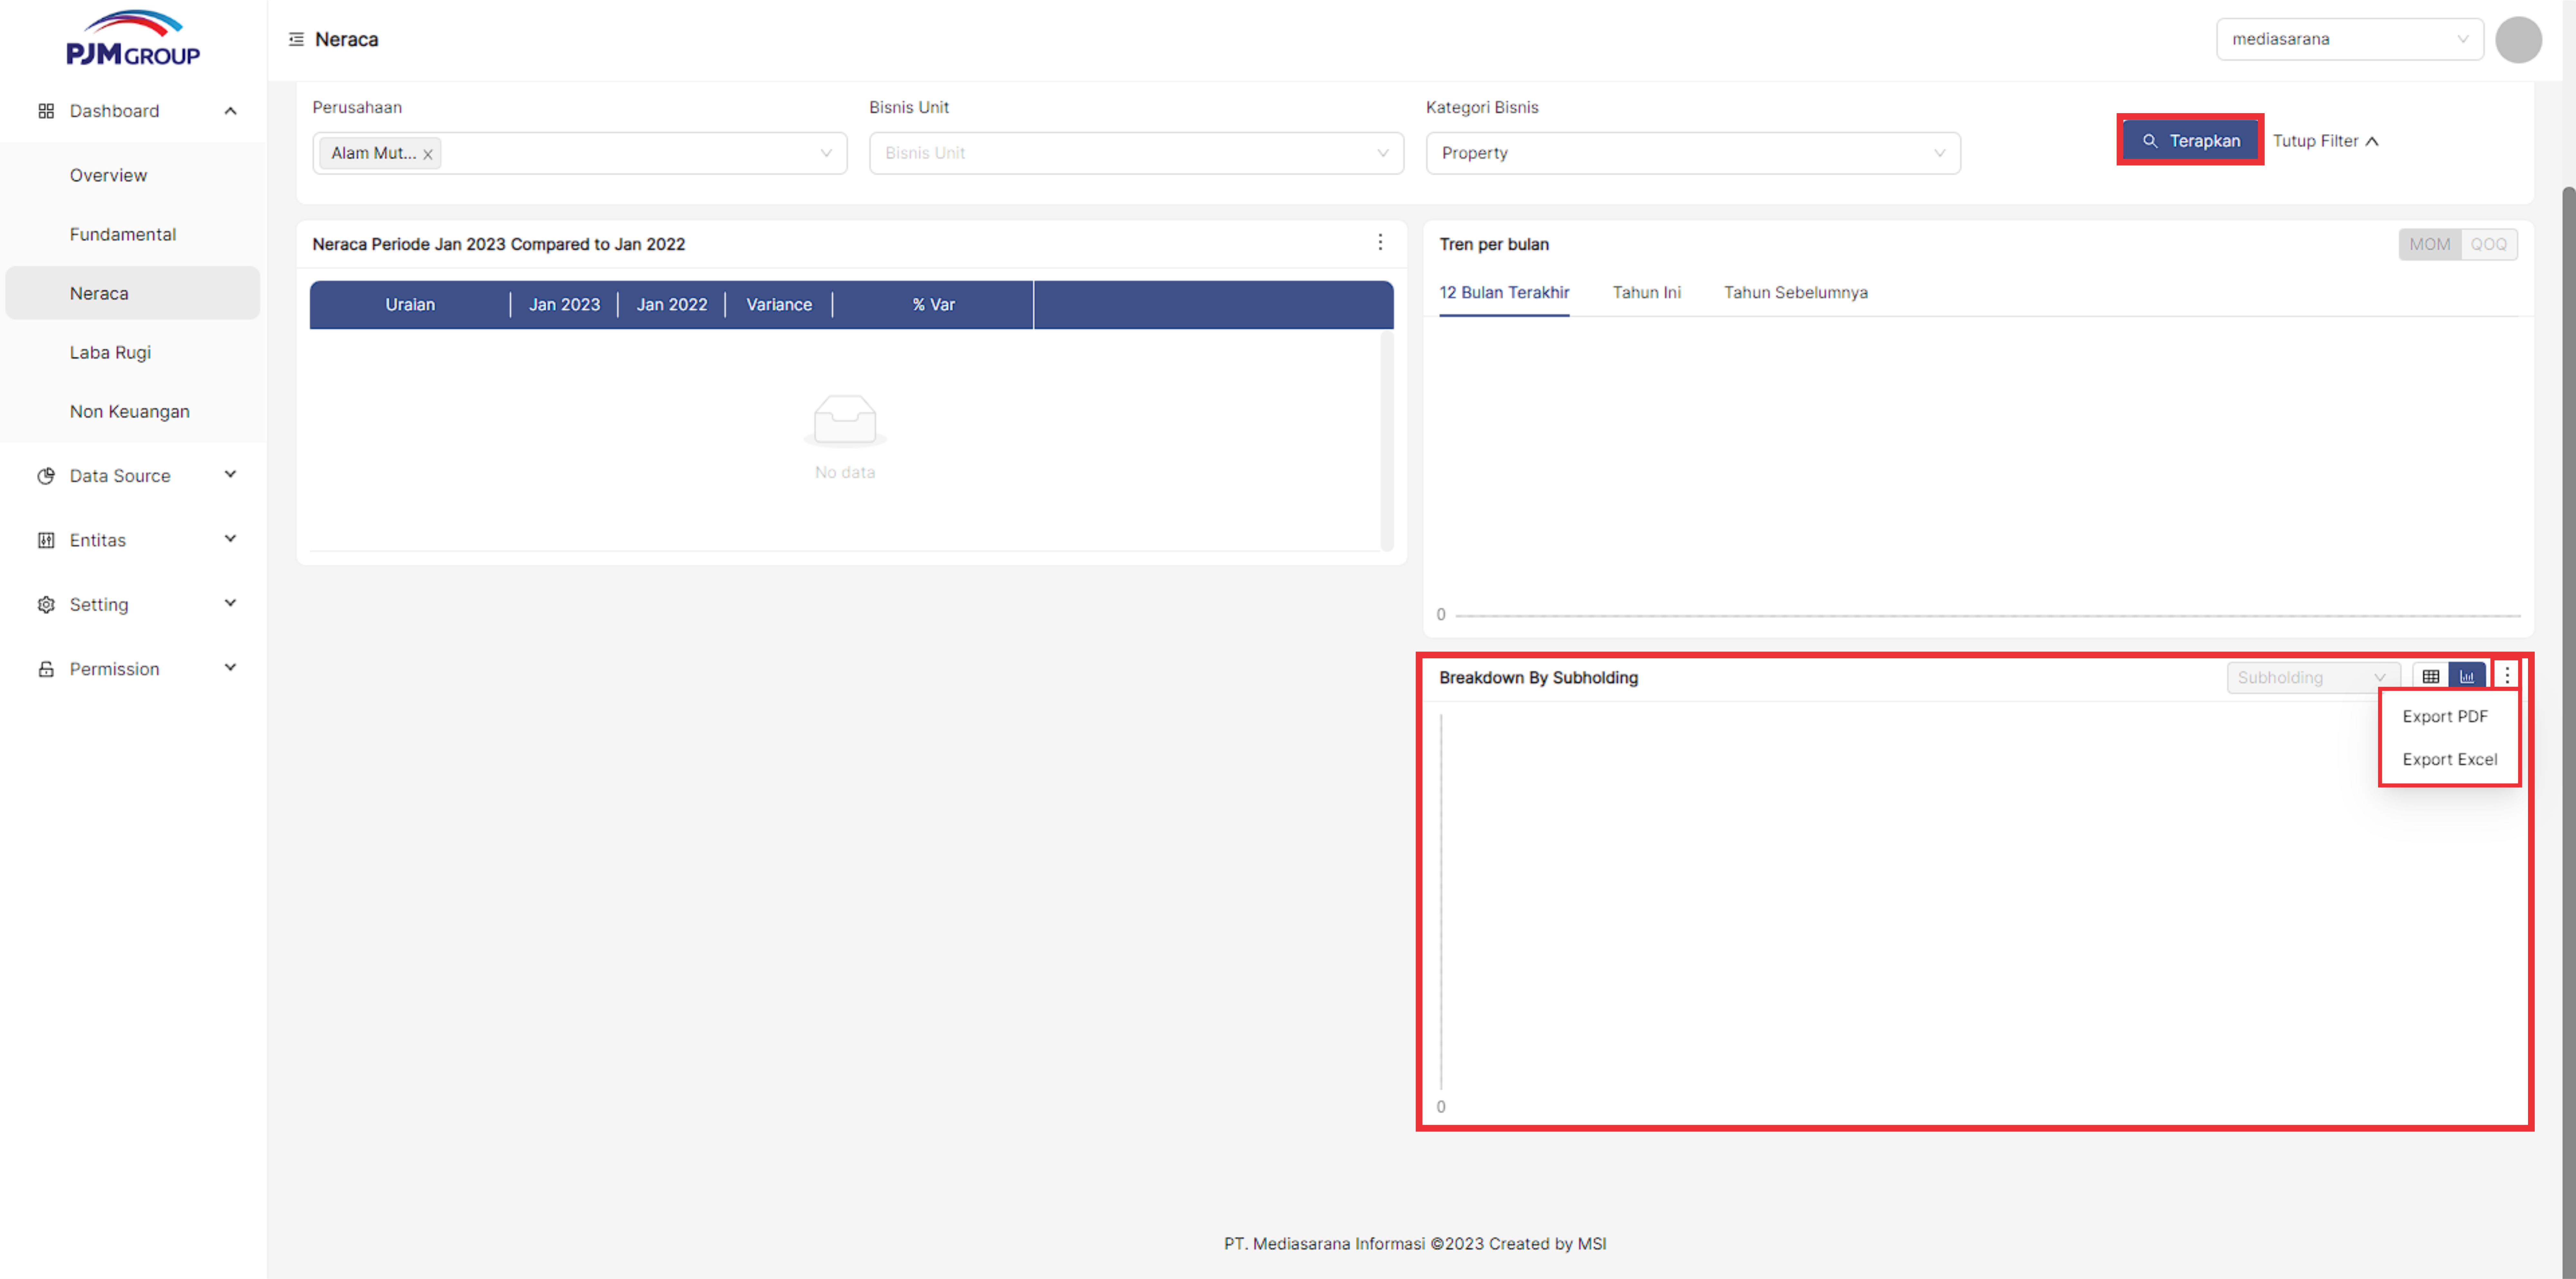 PJM GROUP
Neraca
mediasarana
Dashboard
Overview
Fundamental
Neraca
Laba Rugi
Non Keuangan
Data Source
Entitas
Setting
Permission
Perusahaan
Bisnis Unit
Kategori Bisnis
Alam Mut...
Bisnis Unit
Property
Terapkan
Tutup Filter
Neraca Periode Jan 2023 Compared to Jan 2022
Uraian Jan 2023 Jan 2022 Variance % Var
No data
Tren per bulan
MOM QOQ
12 Bulan Terakhir Tahun Ini Tahun Sebelumnya
0
Breakdown By Subholding
Subholding
Export PDF
Export Excel
0
PT. Mediasarana Informasi ©2023 Created by MSI